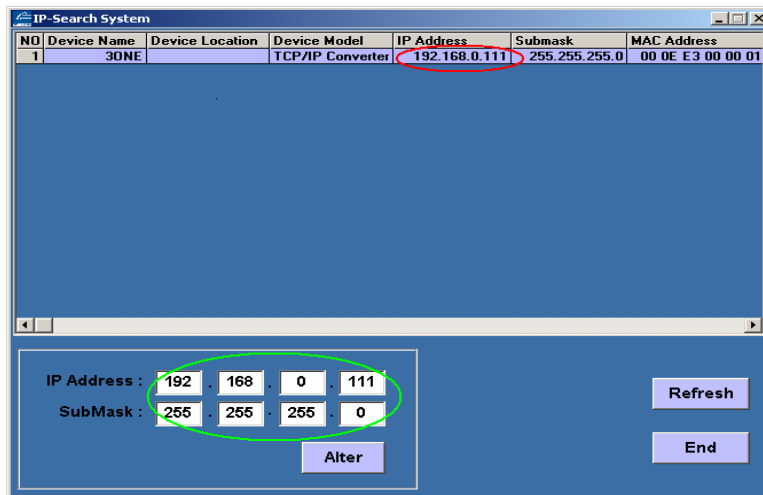 IP-Search System
NO Device Name Device Location Device Model IP Address Submask MAC Address
1 3ONE TCP/IP Converter 192.168.0.111 255.255.255.0 00 0E E3 00 00 01
IP Address : 192 . 168 . 0 . 111
SubMask : 255 . 255 . 255 . 0
Refresh
Alter
End